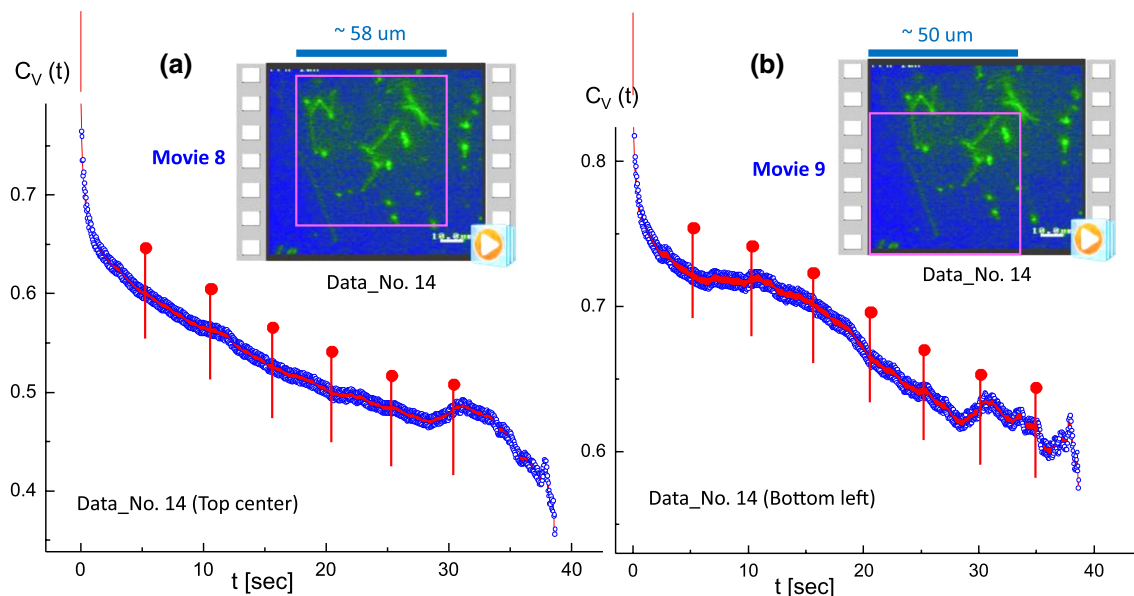 ~ 58 um
(a)
C_V (t)
Movie 8
10.0um
Data_No. 14
0.7
0.6
0.5
0.4
Data_No. 14 (Top center)
0
10
20
30
40
t [sec]
~ 50 um
(b)
C_V (t)
Movie 9
Data_No. 14
0.8
0.7
0.6
Data_No. 14 (Bottom left)
0
10
20
30
40
t [sec]